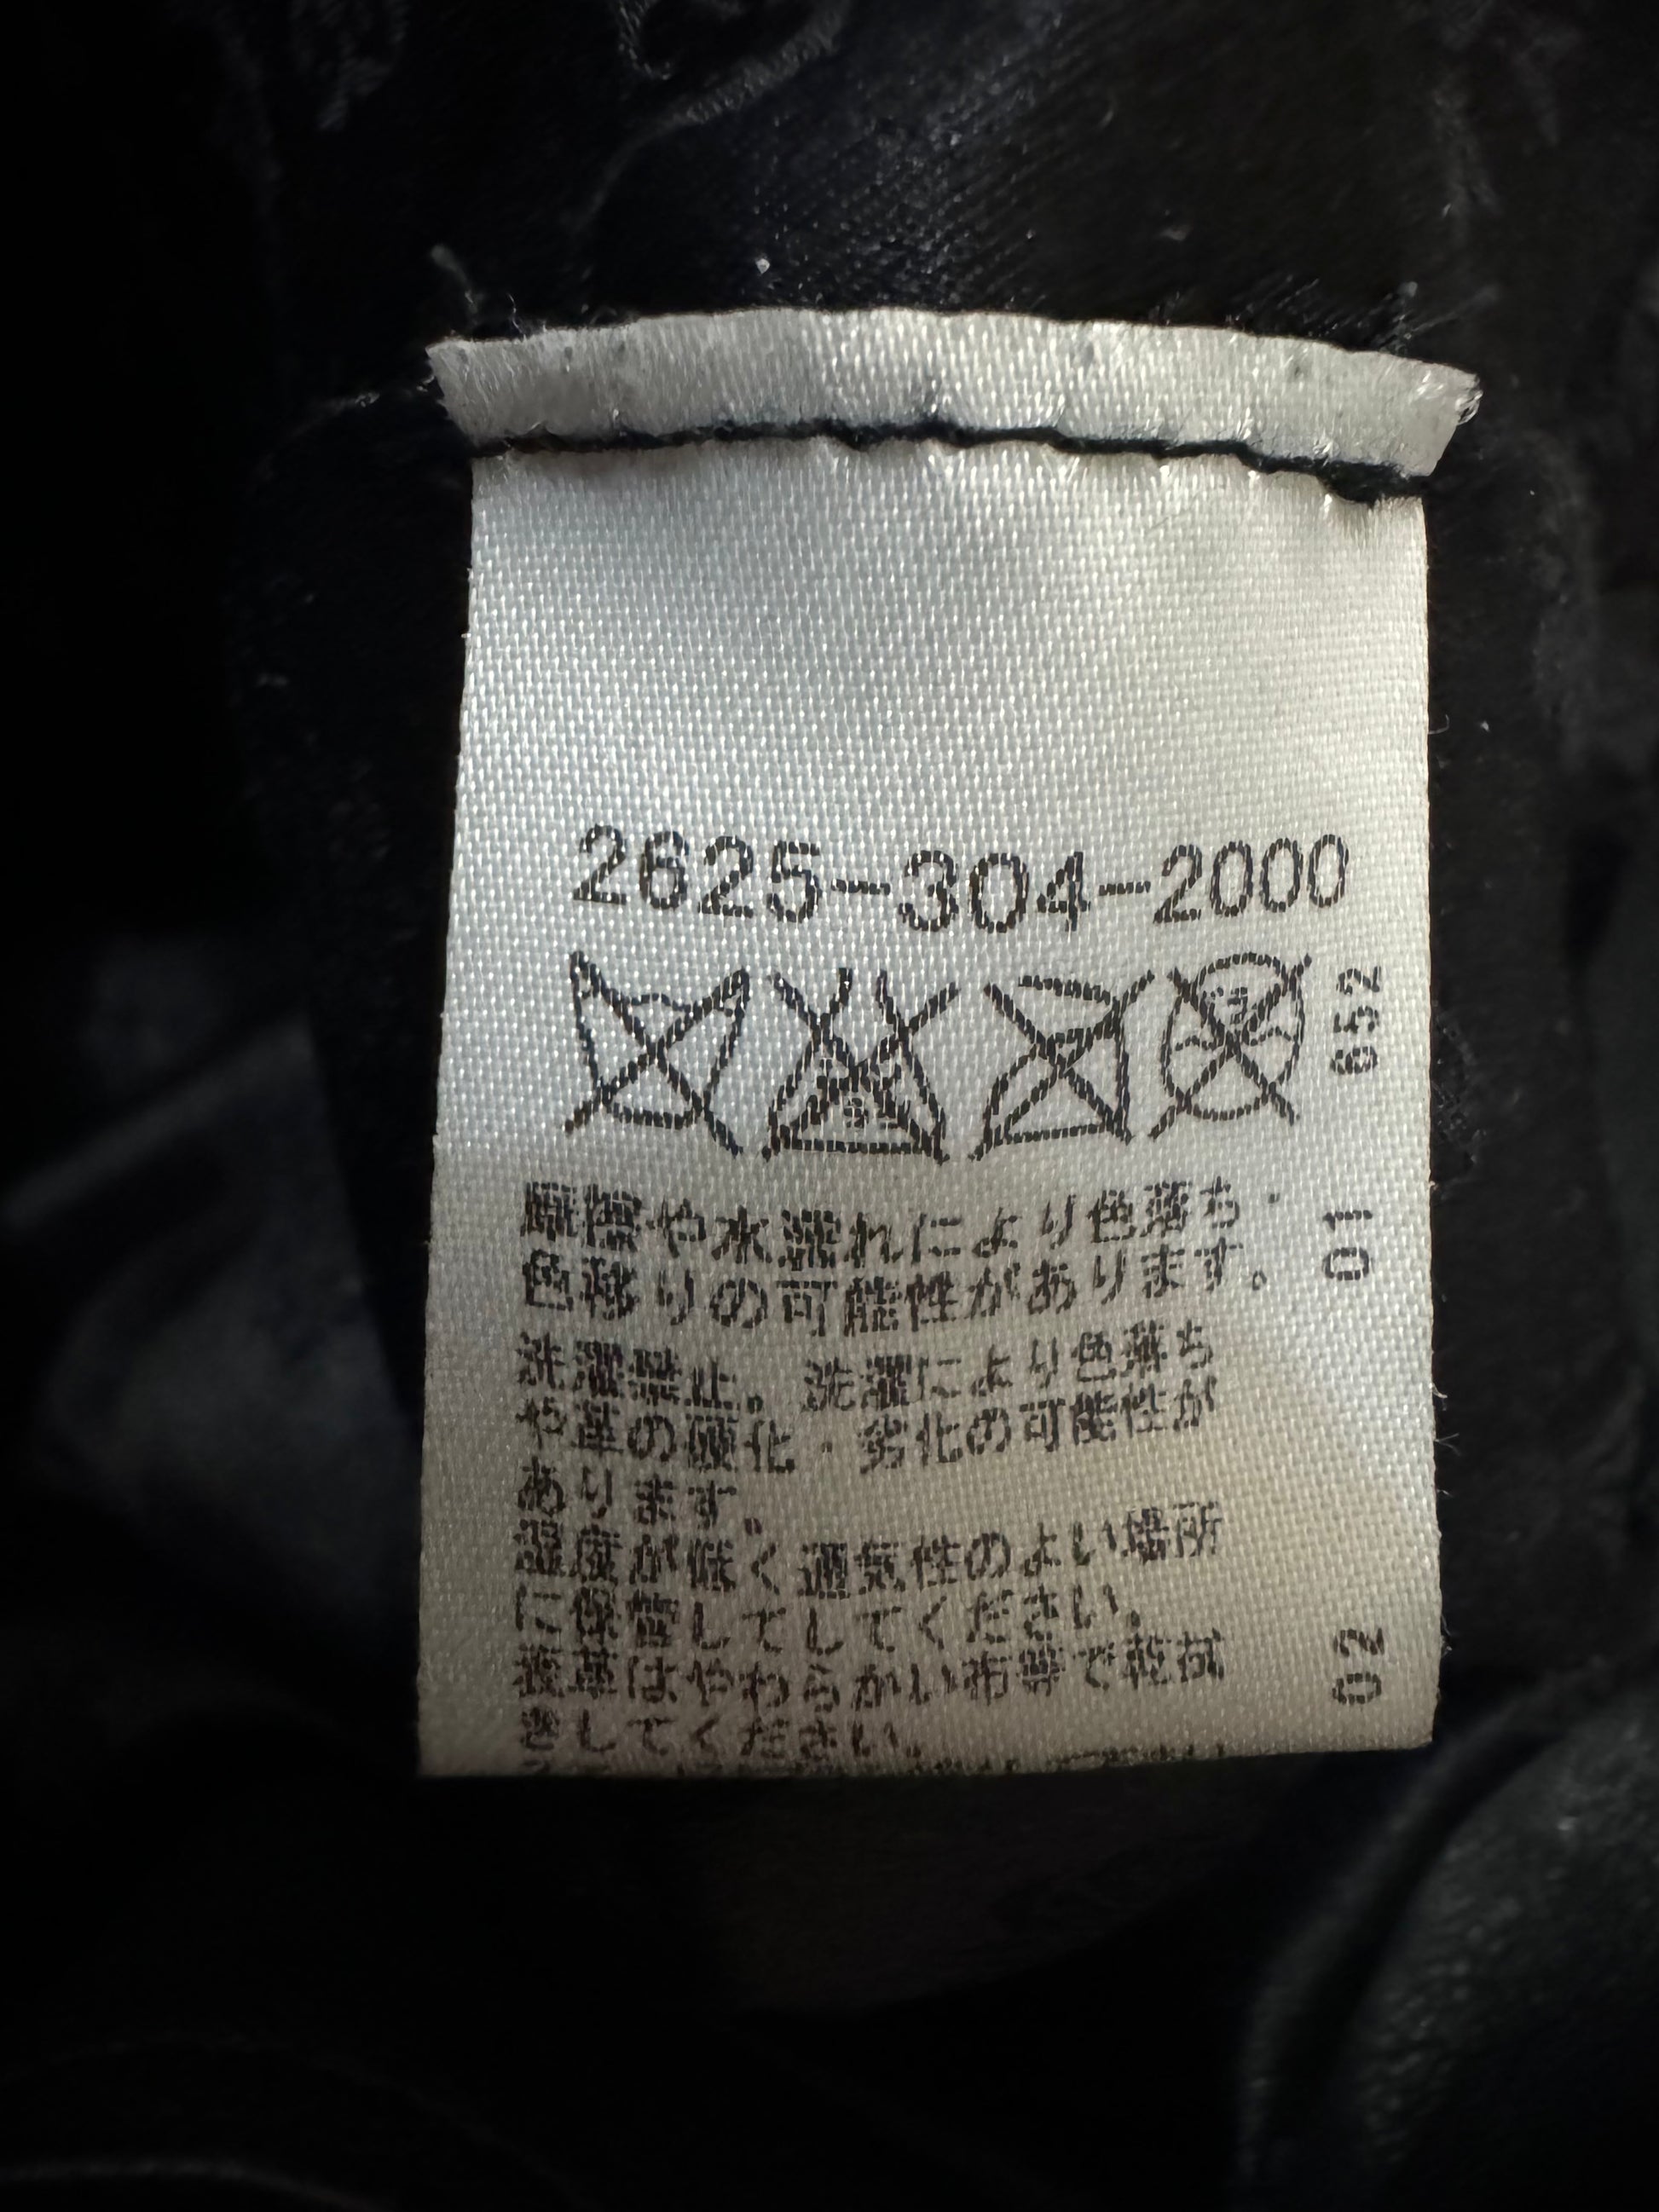 2625-304-2000
652
摩擦や水濡れにより色落ち・
色移りの可能性があります。
01
洗濯禁止。洗濯により色落ち
や革の硬化・劣化の可能性が
あります。
湿度が低く通気性のよい場所
に保管してしてください。
表革はやわらかい布等で乾拭
きしてください。
02